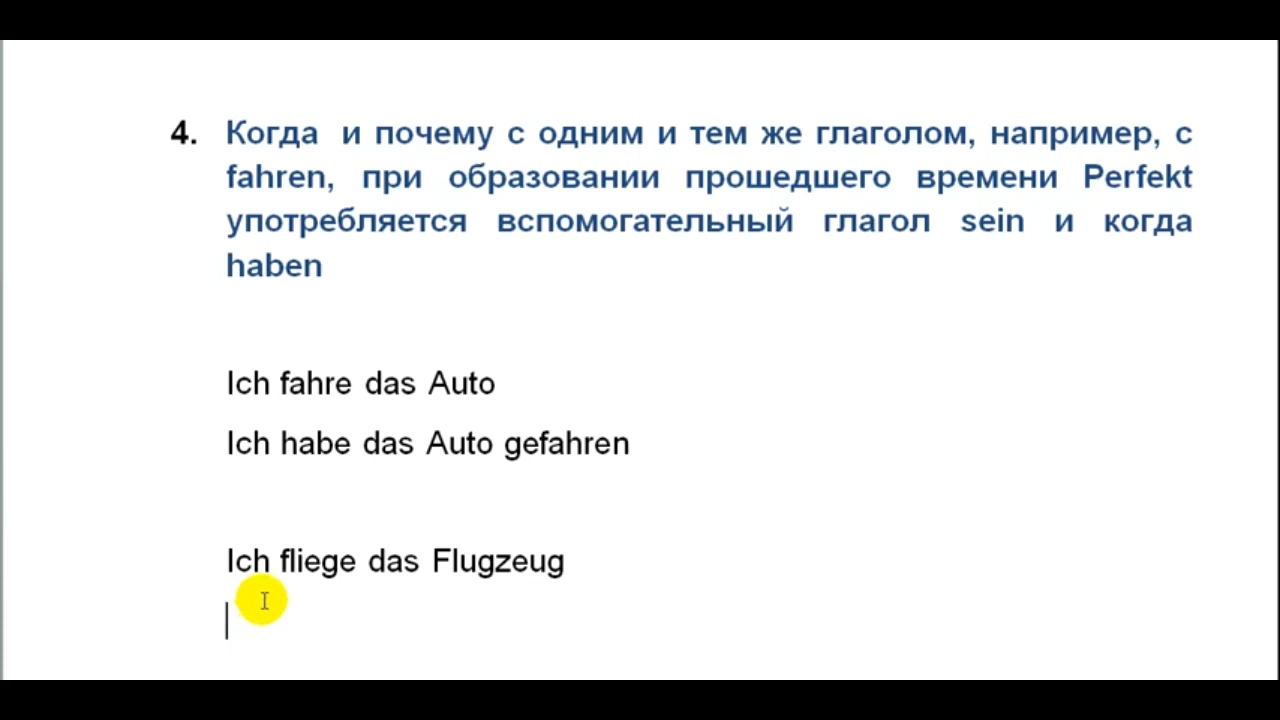 4. Когда и почему с одним и тем же глаголом, например, с
fahren, при образовании прошедшего времени Perfekt
употребляется вспомогательный глагол sein и когда
haben
Ich fahre das Auto
Ich habe das Auto gefahren
Ich fliege das Flugzeug